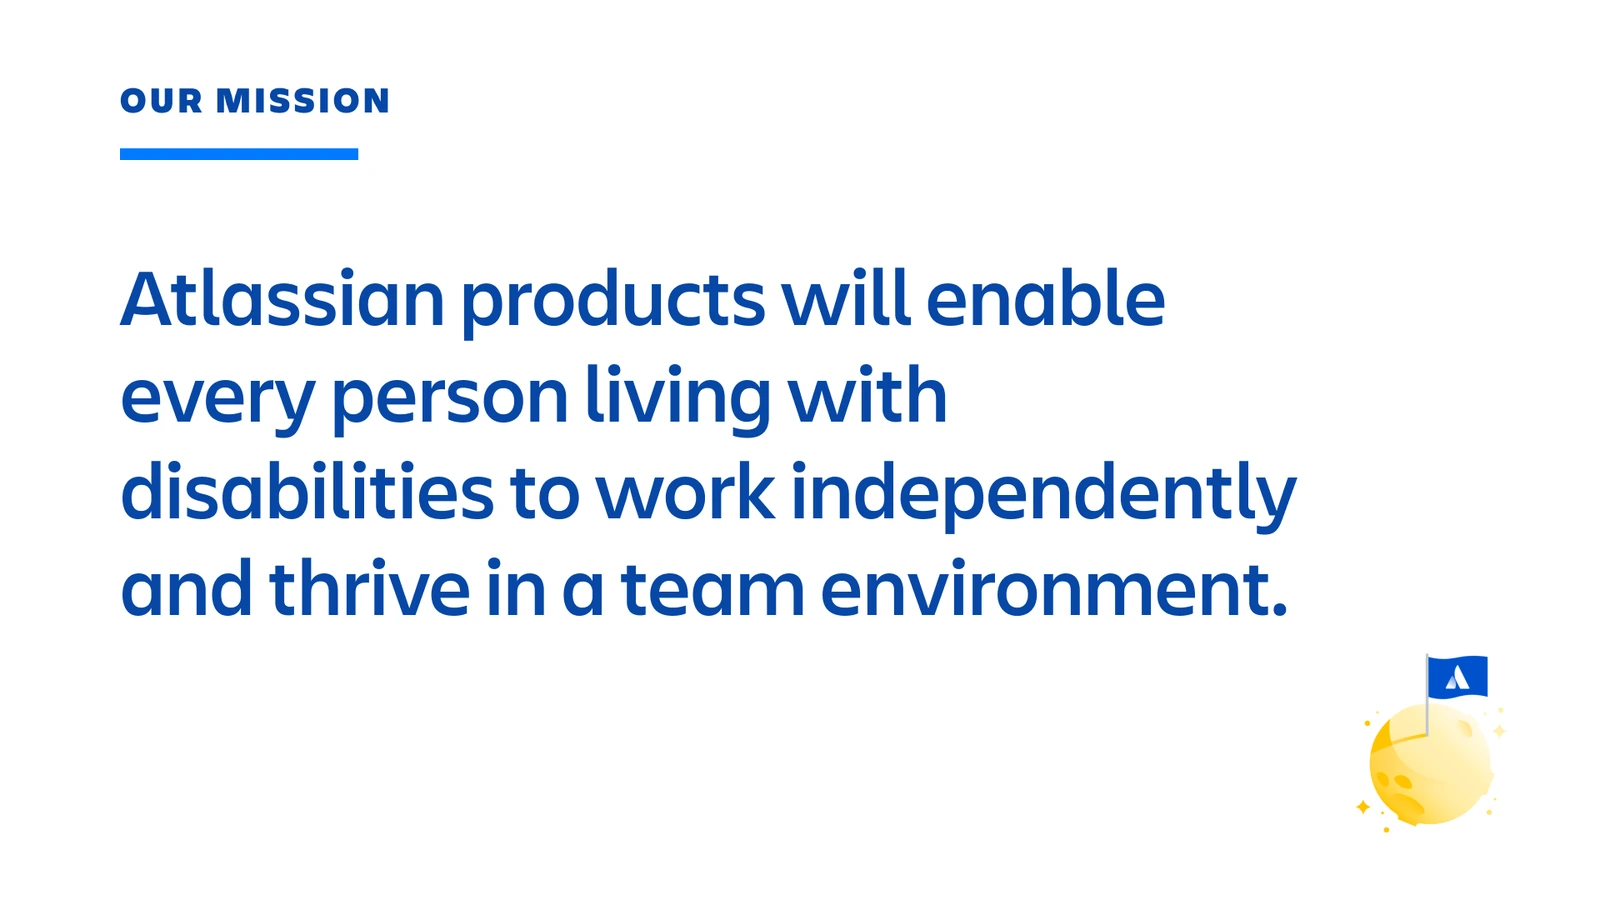 OUR MISSION
Atlassian products will enable
every person living with
disabilities to work independently
and thrive in a team environment.